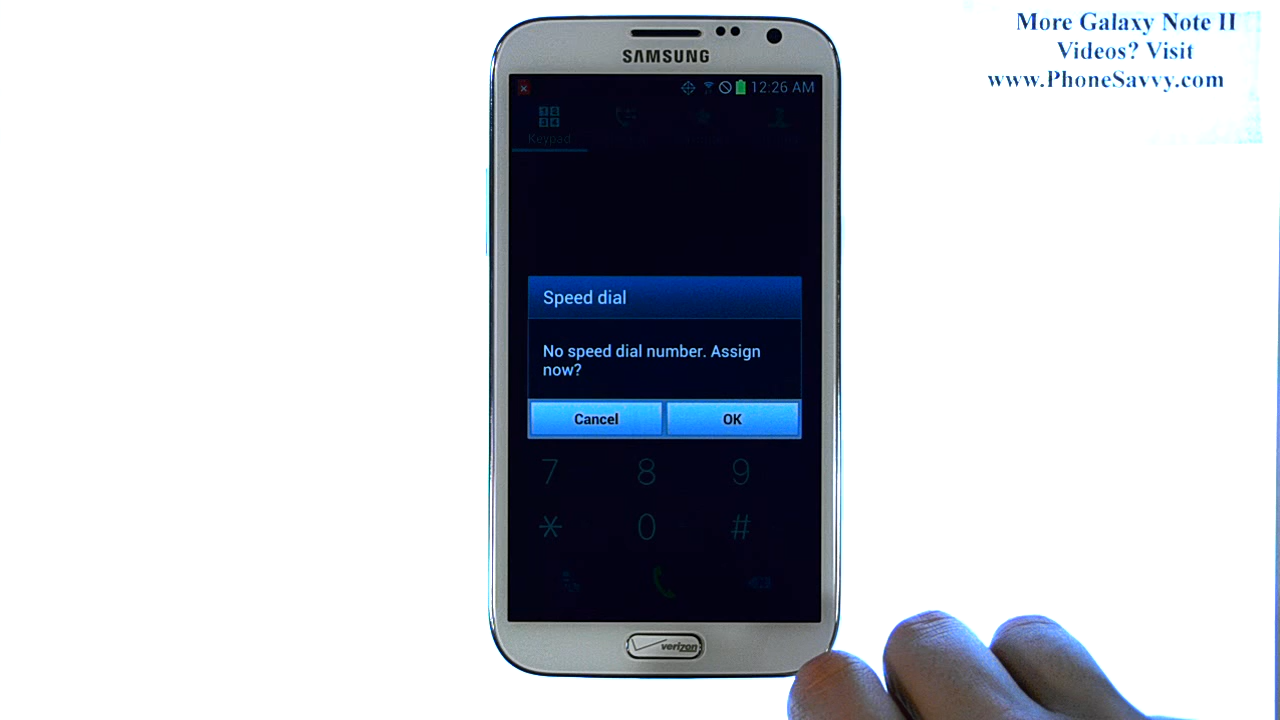 More Galaxy Note II
Videos? Visit
www.PhoneSavvy.com
SAMSUNG
12:26 AM
Keypad
Speed dial
No speed dial number. Assign
now?
Cancel
OK
7 8 9
* 0 #
verizon